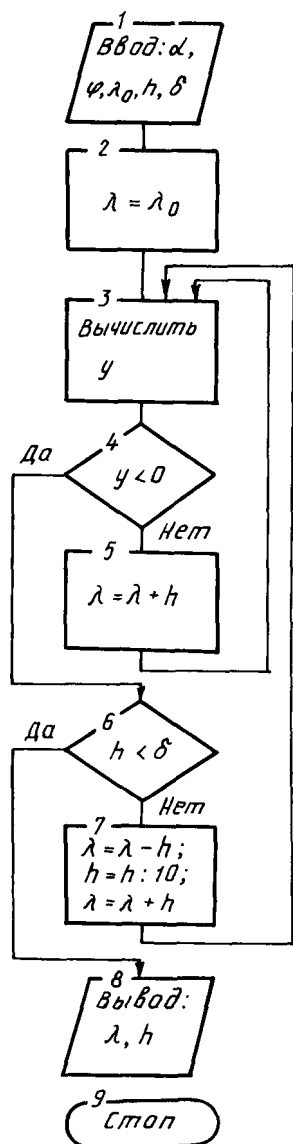 1
Ввод: α,
φ, λ₀, h, δ
2
λ = λ₀
3
Вычислить
y
4
Да
y < 0
Нет
5
λ = λ + h
6
Да
h < δ
Нет
7
λ = λ − h;
h = h : 10;
λ = λ + h
8
Вывод:
λ, h
9
Стоп